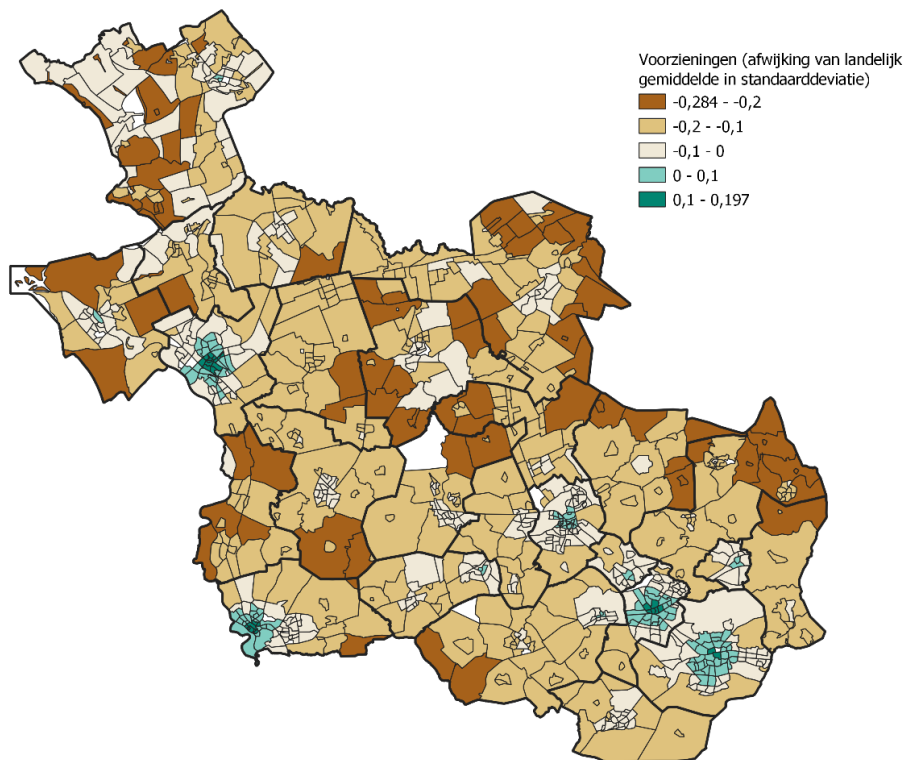 Voorzieningen (afwijking van landelijk
gemiddelde in standaarddeviatie)
-0,284 - -0,2
-0,2 - -0,1
-0,1 - 0
0 - 0,1
0,1 - 0,197